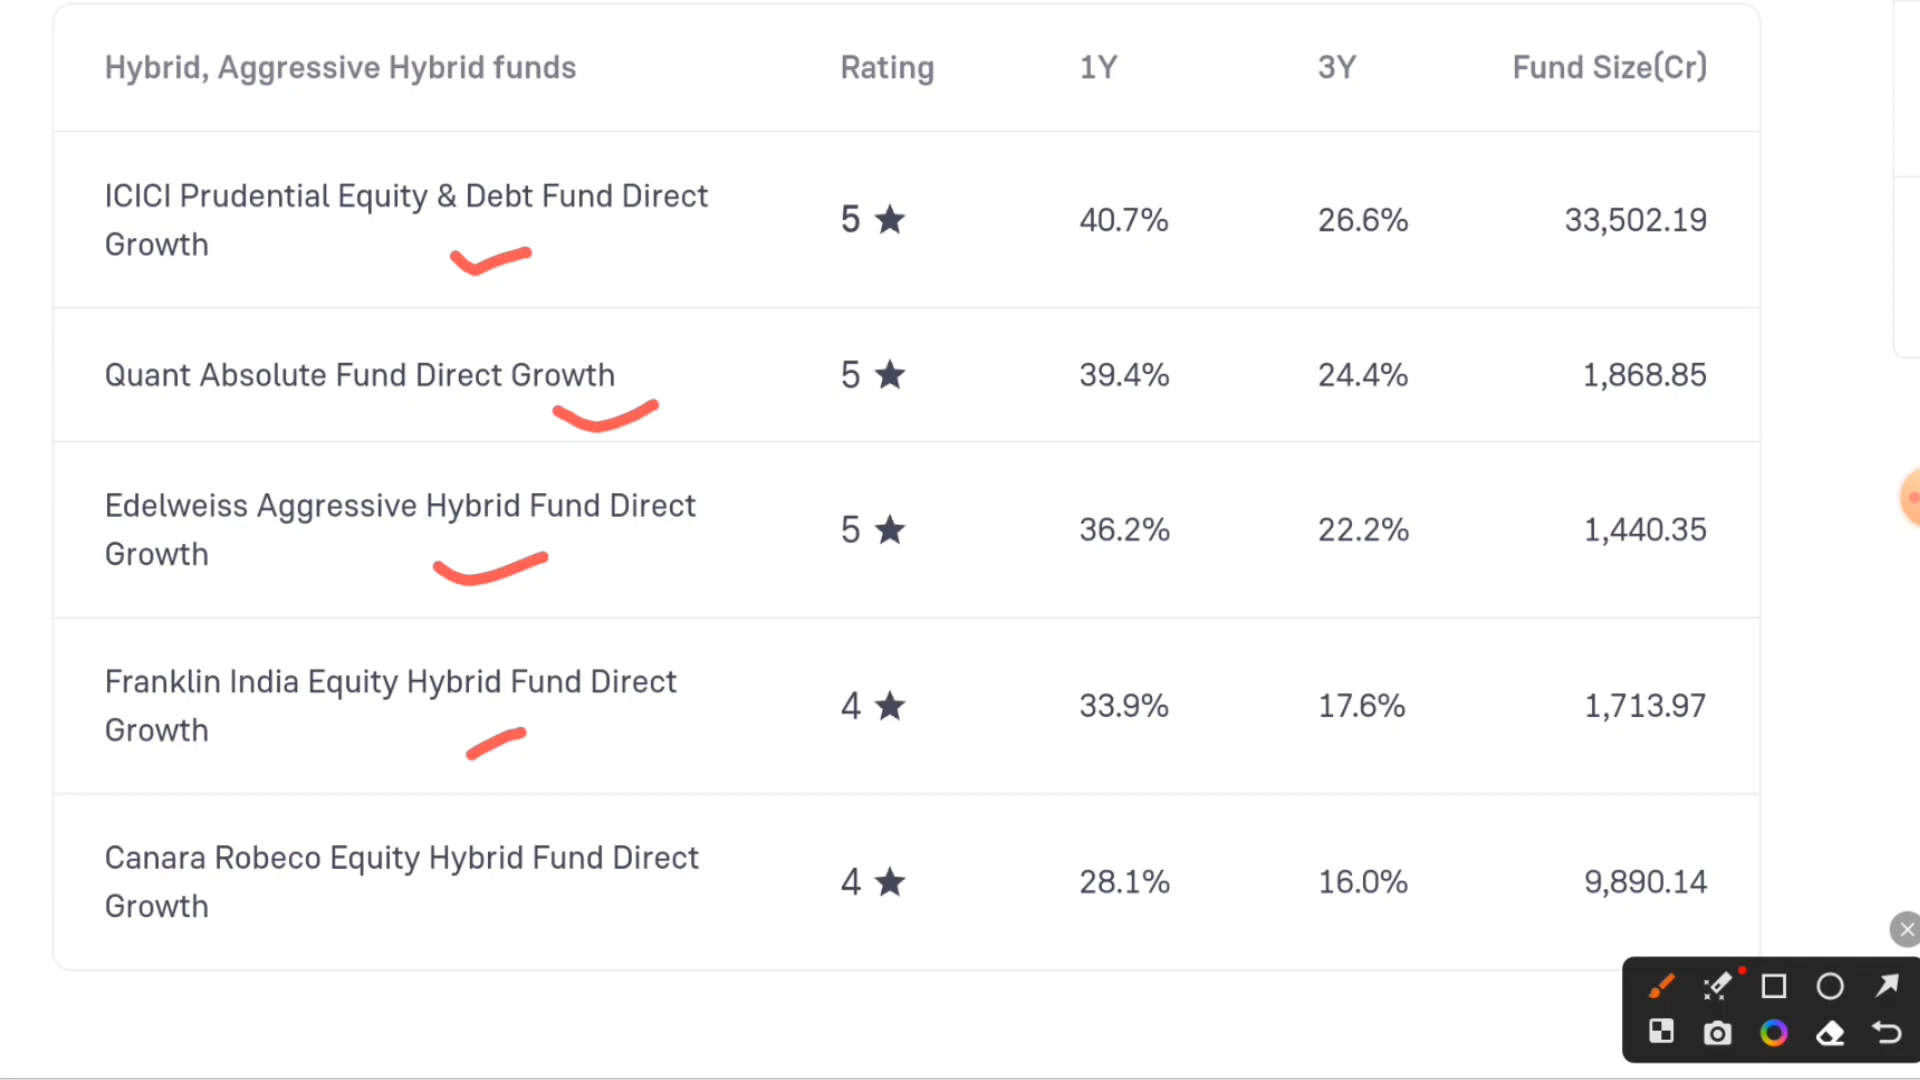 Hybrid, Aggressive Hybrid funds Rating 1Y 3Y Fund Size(Cr)
ICICI Prudential Equity & Debt Fund Direct
Growth
5 ★ 40.7% 26.6% 33,502.19
Quant Absolute Fund Direct Growth 5 ★ 39.4% 24.4% 1,868.85
Edelweiss Aggressive Hybrid Fund Direct
Growth
5 ★ 36.2% 22.2% 1,440.35
Franklin India Equity Hybrid Fund Direct
Growth
4 ★ 33.9% 17.6% 1,713.97
Canara Robeco Equity Hybrid Fund Direct
Growth
4 ★ 28.1% 16.0% 9,890.14